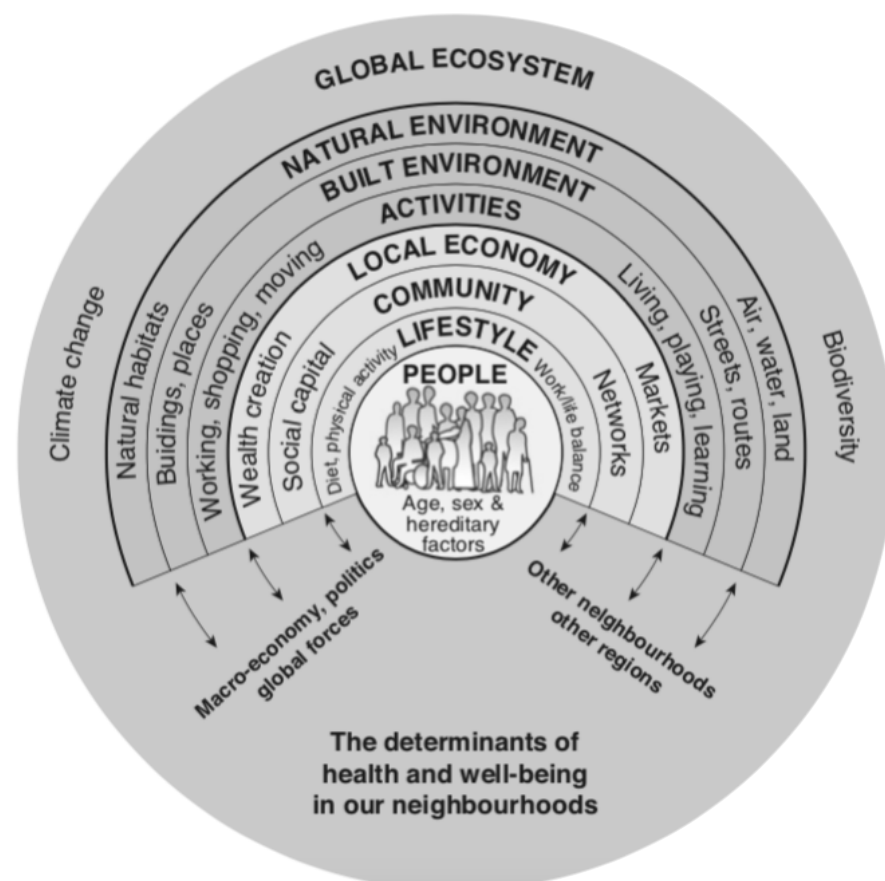 GLOBAL ECOSYSTEM
NATURAL ENVIRONMENT
BUILT ENVIRONMENT
ACTIVITIES
LOCAL ECONOMY
COMMUNITY
LIFESTYLE
PEOPLE
Age, sex &
hereditary
factors
Climate change
Natural habitats
Buidings, places
Working, shopping, moving
Wealth creation
Social capital
Diet, physical activity
Work/life balance
Networks
Markets
Living, playing, learning
Streets, routes
Air, water, land
Biodiversity
Macro-economy, politics
global forces
Other neighbourhoods
other regions
The determinants of
health and well-being
in our neighbourhoods